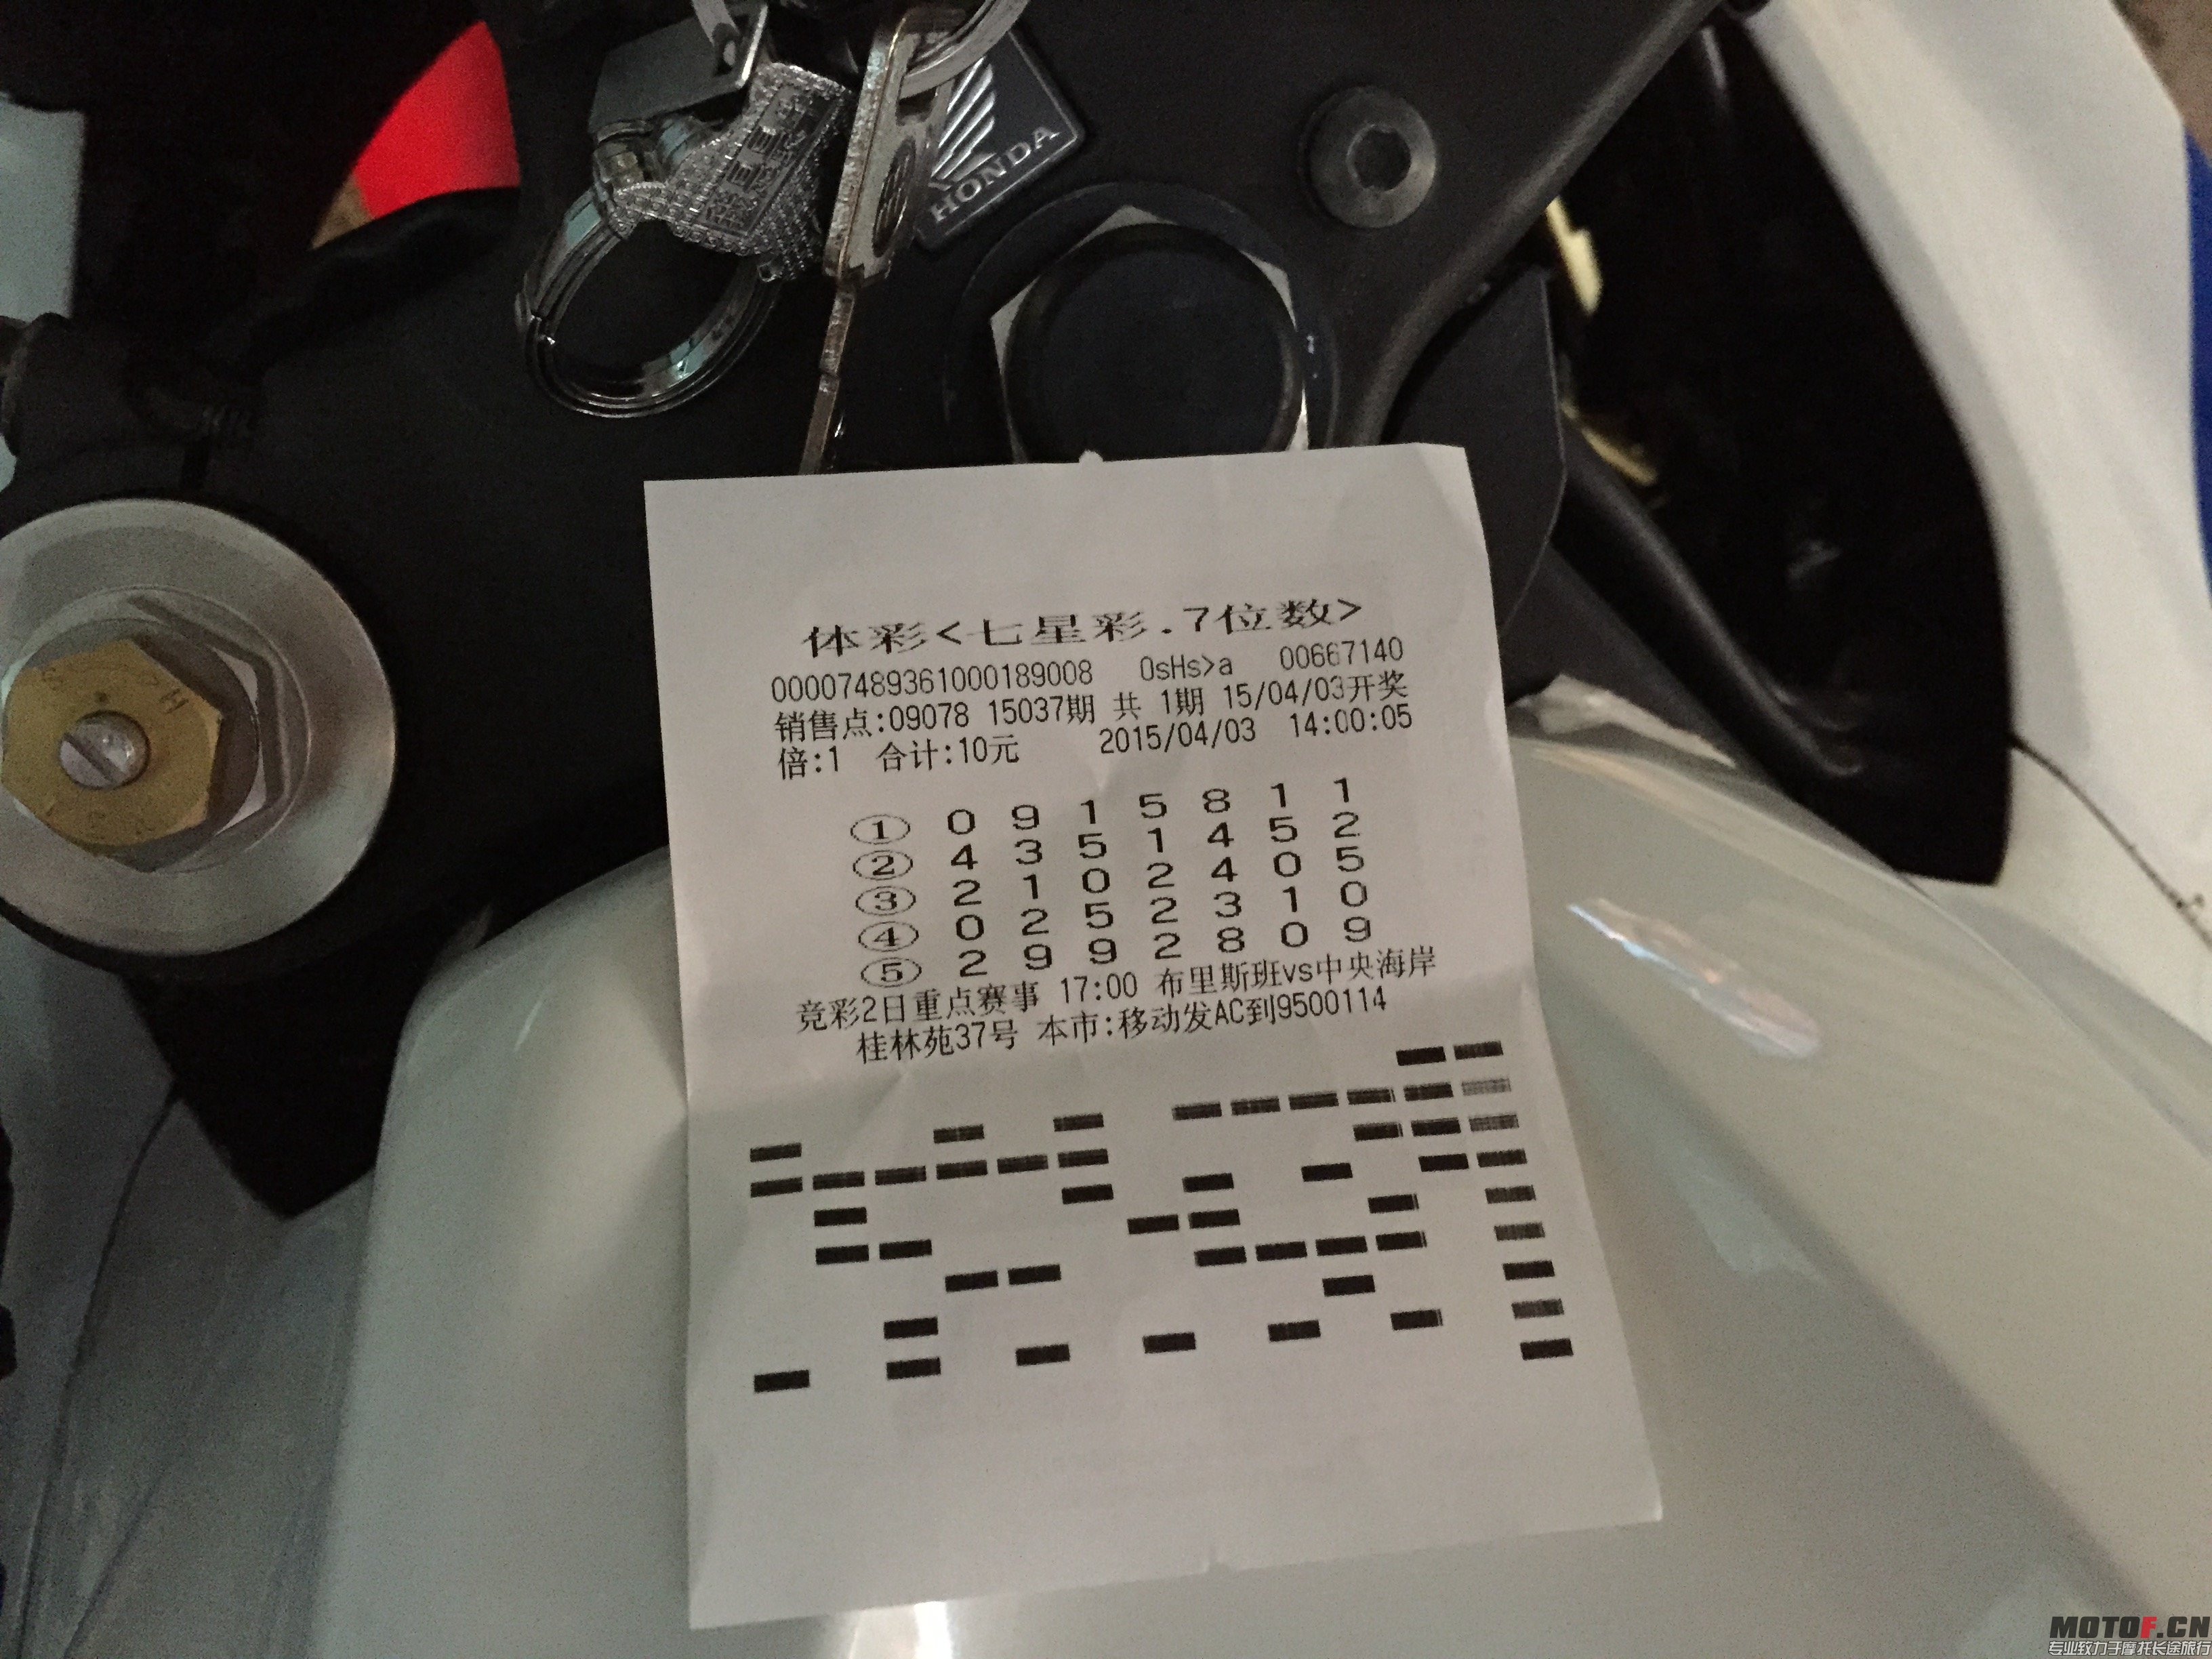 HONDA
体彩<七星彩.7位数>
00007489361000189008 0sHs>a 00667140
销售点:09078 15037期 共 1期 15/04/03开奖
倍:1 合计:10元 2015/04/03 14:00:05
① 0 9 1 5 8 1 1
② 4 3 5 1 4 5 2
③ 2 1 0 2 4 0 5
④ 0 2 5 2 3 1 0
⑤ 2 9 9 2 8 0 9
竞彩2日重点赛事 17:00 布里斯班vs中央海岸
桂林苑37号 本市:移动发AC到9500114
MOTOF.CN
专业致力于摩托长途旅行